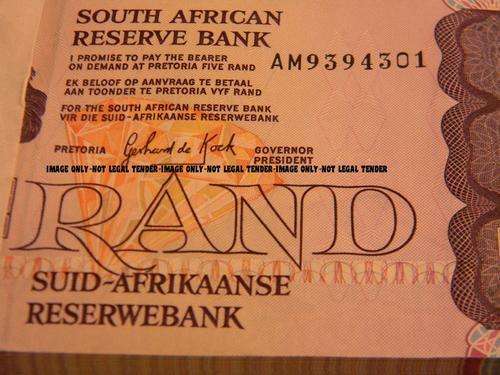 SOUTH AFRICAN
RESERVE BANK
I PROMISE TO PAY THE BEARER
ON DEMAND AT PRETORIA FIVE RAND
AM9394301
EK BELOOF OP AANVRAAG TE BETAAL
AAN TOONDER TE PRETORIA VYF RAND
FOR THE SOUTH AFRICAN RESERVE BANK
VIR DIE SUID-AFRIKAANSE RESERWEBANK
PRETORIA Gerhard de Kock GOVERNOR
PRESIDENT
IMAGE ONLY-NOT LEGAL TENDER-IMAGE ONLY-NOT LEGAL TENDER-IMAGE ONLY-NOT LEGAL TENDER
RAND
SUID-AFRIKAANSE
RESERWEBANK